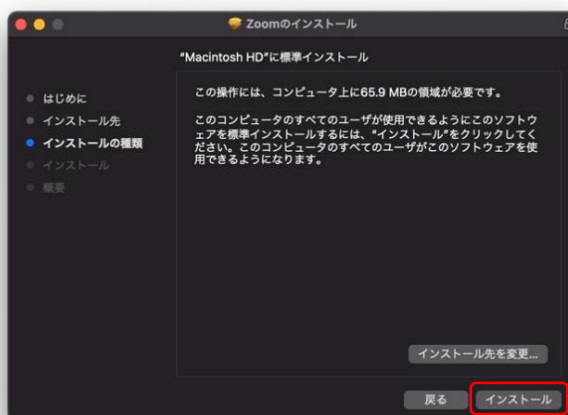 Zoomのインストール
"Macintosh HD"に標準インストール
はじめに
インストール先
インストールの種類
インストール
概要
この操作には、コンピュータ上に65.9 MBの領域が必要です。
このコンピュータのすべてのユーザが使用できるようにこのソフトウ
ェアを標準インストールするには、"インストール"をクリックしてく
ださい。このコンピュータのすべてのユーザがこのソフトウェアを使
用できるようになります。
インストール先を変更...
戻る
インストール